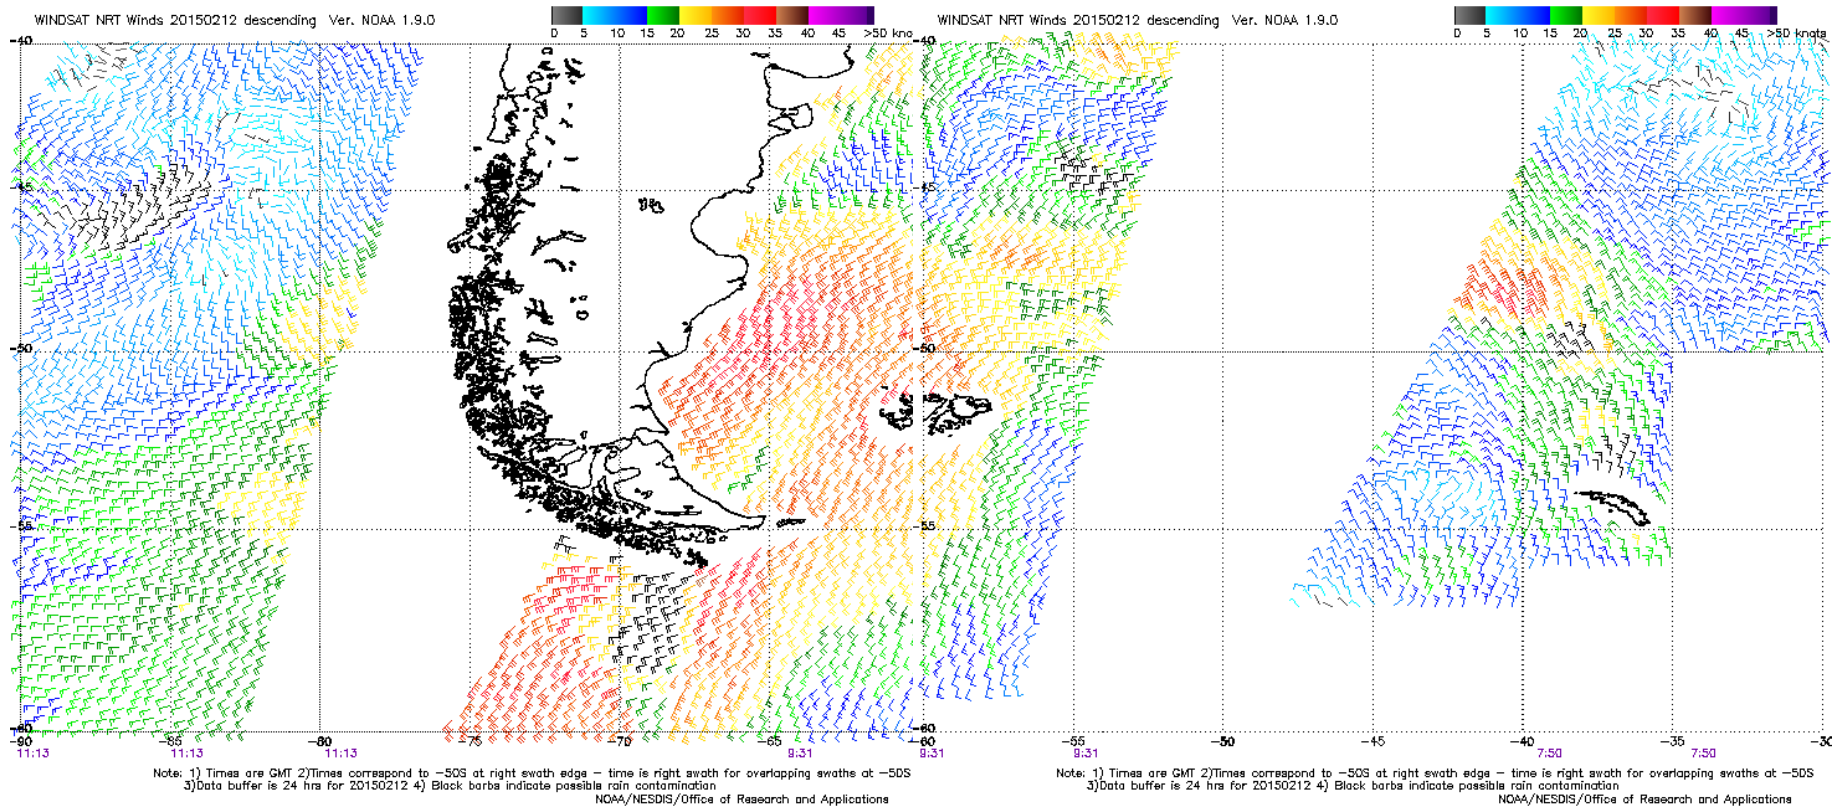 WINDSAT NRT Winds 20150212 descending Ver. NOAA 1.9.0
0 5 10 15 20 25 30 35 40 45 >50 kno
WINDSAT NRT Winds 20150212 descending Ver. NOAA 1.9.0
0 5 10 15 20 25 30 35 40 45 >50 knots
-40
-45
-50
-55
-60
-90 -85 -80 -75 -70 -65 -60
11:13 11:13 11:13 9:31
-40
-45
-50
-55
-60
-55 -50 -45 -40 -35 -30
9:31 9:31 7:50 7:50
Note: 1) Times are GMT 2)Times correspond to -50S at right swath edge - time is right swath for overlapping swaths at -50S
3)Data buffer is 24 hrs for 20150212 4) Black barbs indicate possible rain contamination
NOAA/NESDIS/Office of Research and Applications
Note: 1) Times are GMT 2)Times correspond to -50S at right swath edge - time is right swath for overlapping swaths at -50S
3)Data buffer is 24 hrs for 20150212 4) Black barbs indicate possible rain contamination
NOAA/NESDIS/Office of Research and Applications